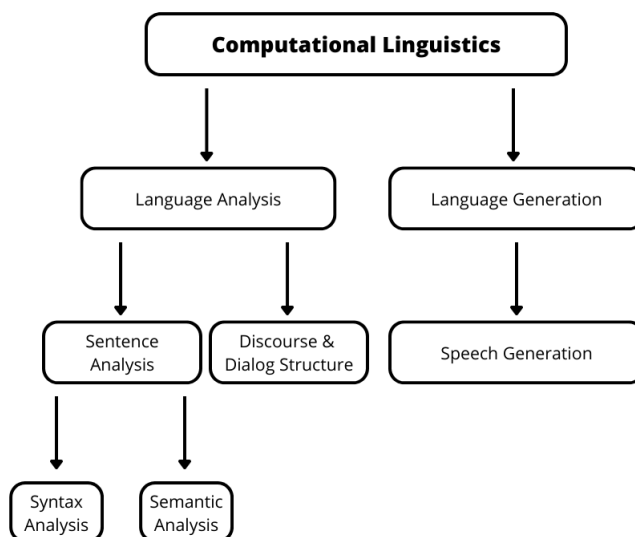 Computational Linguistics
Language Analysis
Language Generation
Sentence
Analysis
Discourse &
Dialog Structure
Speech Generation
Syntax
Analysis
Semantic
Analysis